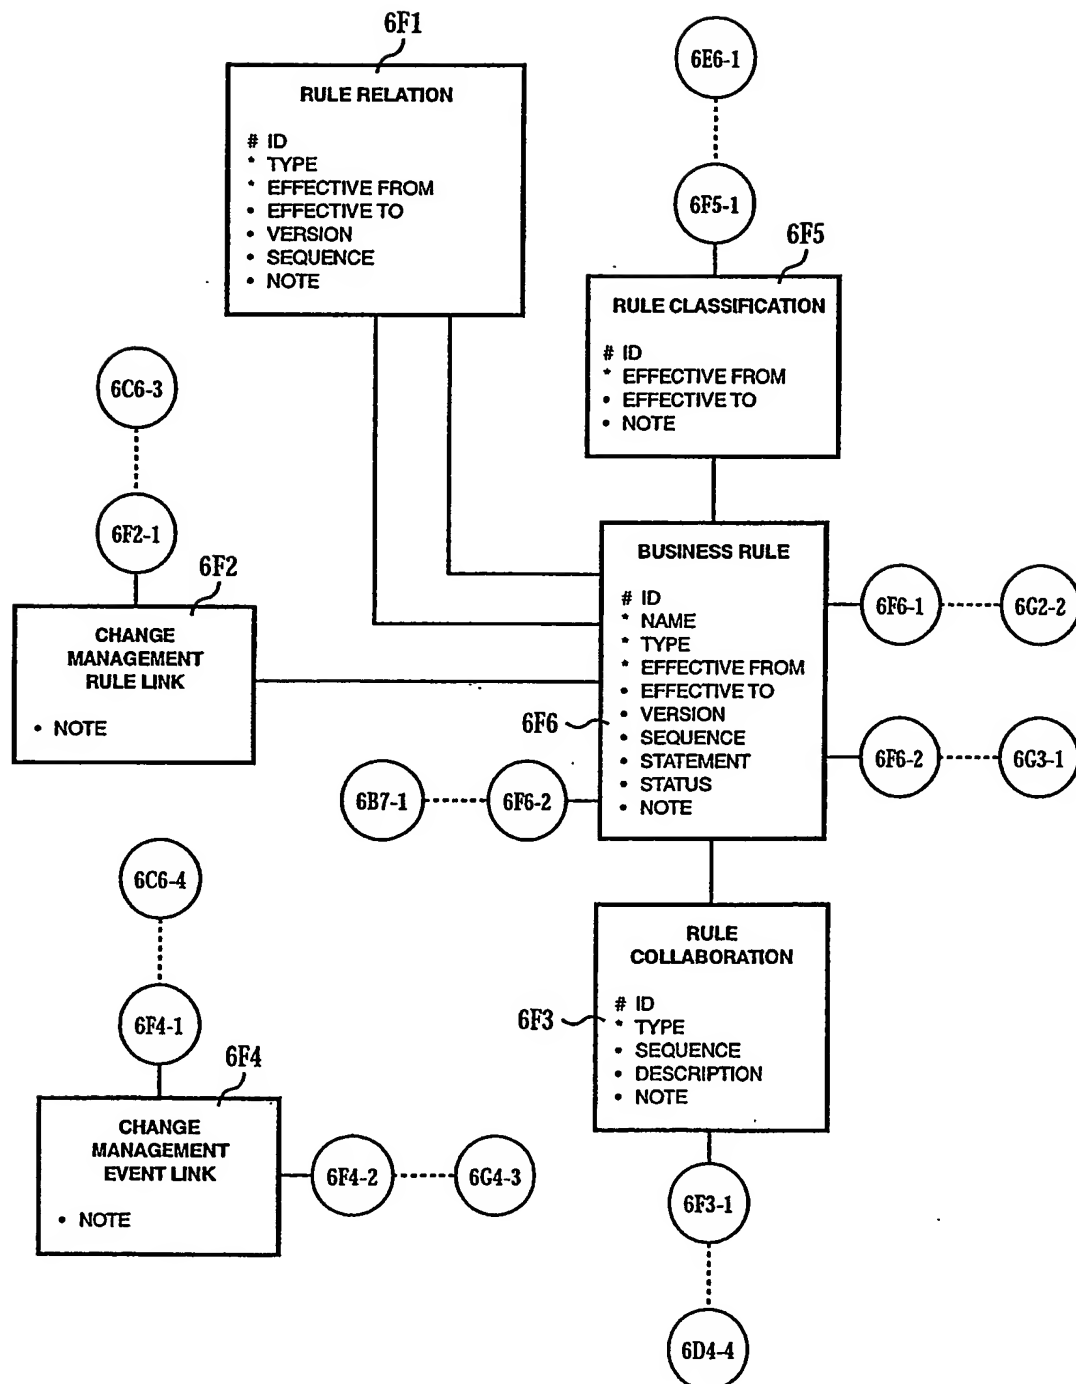 6F1
RULE RELATION
# ID
* TYPE
* EFFECTIVE FROM
• EFFECTIVE TO
• VERSION
• SEQUENCE
• NOTE
6E6-1
6F5-1
6F5
RULE CLASSIFICATION
# ID
* EFFECTIVE FROM
• EFFECTIVE TO
• NOTE
6C6-3
6F2-1
6F2
CHANGE
MANAGEMENT
RULE LINK
• NOTE
BUSINESS RULE
# ID
* NAME
* TYPE
* EFFECTIVE FROM
• EFFECTIVE TO
• VERSION
• SEQUENCE
• STATEMENT
• STATUS
• NOTE
6F6
6F6-1
6G2-2
6F6-2
6G3-1
6B7-1
6F6-2
6C6-4
6F4-1
6F4
CHANGE
MANAGEMENT
EVENT LINK
• NOTE
6F4-2
6G4-3
RULE
COLLABORATION
# ID
* TYPE
• SEQUENCE
• DESCRIPTION
• NOTE
6F3
6F3-1
6D4-4